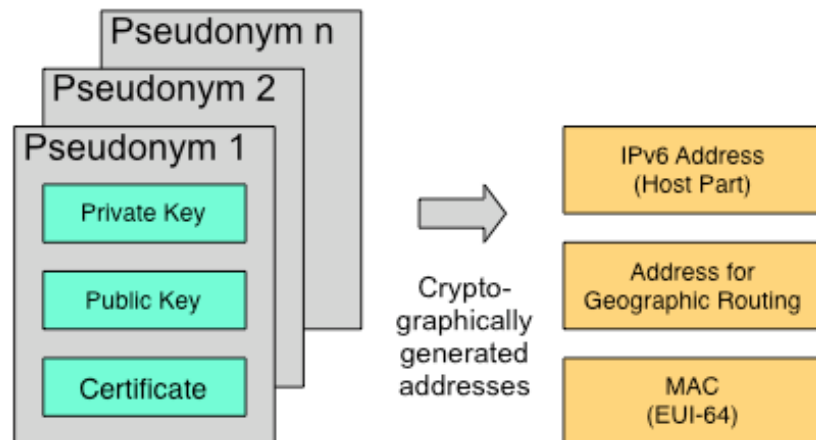 Pseudonym n
Pseudonym 2
Pseudonym 1
Private Key
Public Key
Certificate
Crypto-
graphically
generated
addresses
IPv6 Address
(Host Part)
Address for
Geographic Routing
MAC
(EUI-64)